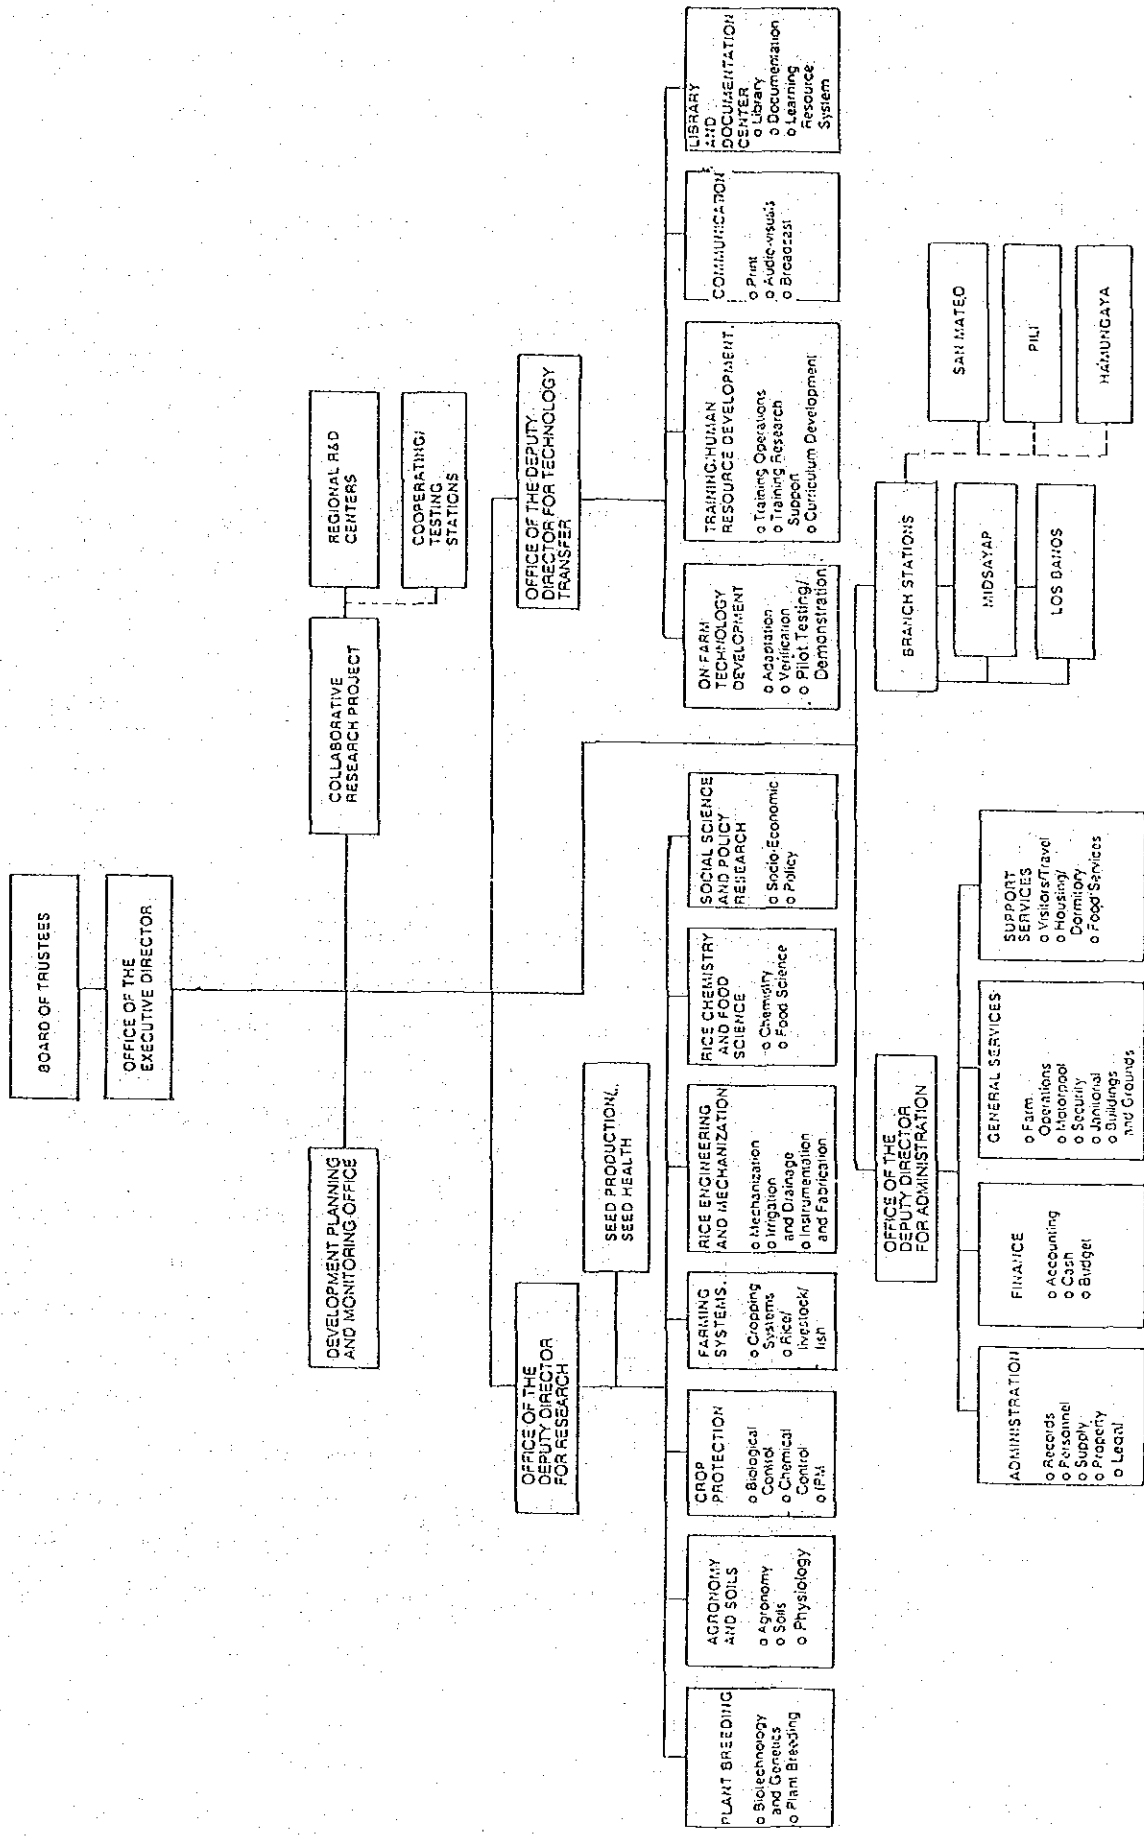 BOARD OF TRUSTEES
OFFICE OF THE
EXECUTIVE DIRECTOR
DEVELOPMENT PLANNING
AND MONITORING OFFICE
COLLABORATIVE
RESEARCH PROJECT
REGIONAL R&D
CENTERS
COOPERATING/
TESTING
STATIONS
OFFICE OF THE
DEPUTY DIRECTOR
FOR RESEARCH
SEED PRODUCTION/
SEED HEALTH
OFFICE OF THE DEPUTY
DIRECTOR FOR TECHNOLOGY
TRANSFER
PLANT BREEDING
o Biotechnology
and Genetics
o Plant Breeding
AGRONOMY
AND SOILS
o Agronomy
o Soils
o Physiology
CROP
PROTECTION
o Biological
Control
o Chemical
Control
o IPM
FARMING
SYSTEMS
o Cropping
Systems
o Rice/
livestock/
fish
RICE ENGINEERING
AND MECHANIZATION
o Mechanization
o Irrigation
and Drainage
o Instrumentation
and Fabrication
RICE CHEMISTRY
AND FOOD
SCIENCE
o Chemistry
o Food Science
SOCIAL SCIENCE
AND POLICY
RESEARCH
o Socio-Economic
o Policy
ON-FARM
TECHNOLOGY
DEVELOPMENT
o Adaptation
o Verification
o Pilot Testing/
Demonstration
TRAINING/HUMAN
RESOURCE DEVELOPMENT
o Training Operations
o Training Research
Support
o Curriculum Development
COMMUNICATION
o Print
o Audio-visuals
o Broadcast
LIBRARY
AND
DOCUMENTATION
CENTER
o Library
o Documentation
o Learning
Resource
System
OFFICE OF THE
DEPUTY DIRECTOR
FOR ADMINISTRATION
BRANCH STATIONS
MIDSAYAP
LOS BANOS
SAN MATEO
PILI
HAMUNGAYA
ADMINISTRATION
o Records
o Personnel
o Supply
o Property
o Legal
FINANCE
o Accounting
o Cash
o Budget
GENERAL SERVICES
o Farm
Operations
o Motorpool
o Security
o Janitorial
o Buildings
and Grounds
SUPPORT
SERVICES
o Visitors/Travel
o Housing/
Dormitory
o Food Services